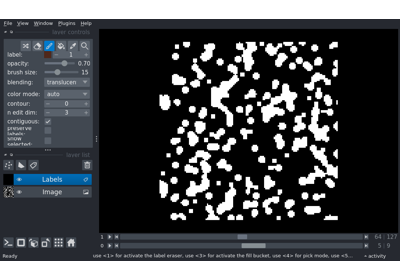 File View Window Plugins Help
layer controls
label: 1
opacity: 0.70
brush size: 15
blending: translucen
color mode: auto
contour: 0
n edit dim: 3
contiguous:
preserve
labels:
show
selected:
layer list
Labels
Image
1 64 127
0 5 9
Ready use <1> for activate the label eraser, use <3> for activate the fill bucket, use <4> for pick mode, use <5... activity